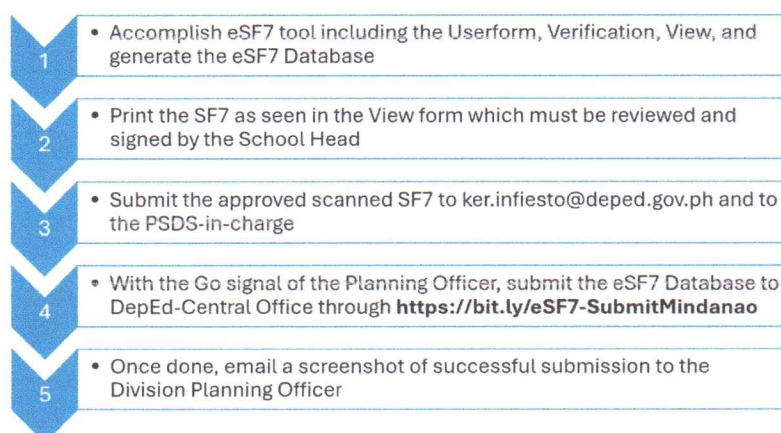 1
• Accomplish eSF7 tool including the Userform, Verification, View, and
generate the eSF7 Database
2
• Print the SF7 as seen in the View form which must be reviewed and
signed by the School Head
3
• Submit the approved scanned SF7 to ker.infiesto@deped.gov.ph and to
the PSDS-in-charge
4
• With the Go signal of the Planning Officer, submit the eSF7 Database to
DepEd-Central Office through https://bit.ly/eSF7-SubmitMindanao
5
• Once done, email a screenshot of successful submission to the
Division Planning Officer